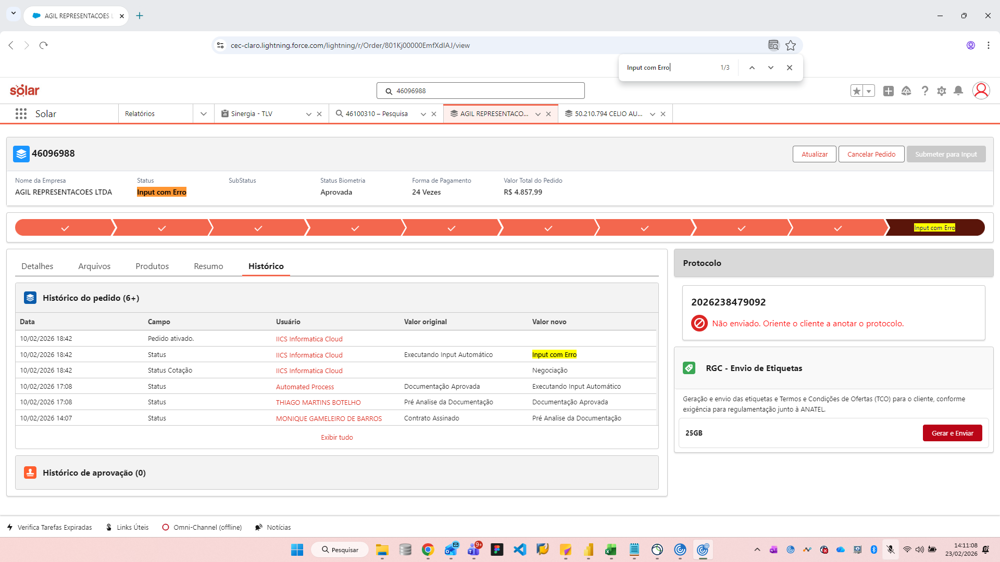 AGIL REPRESENTACOES L
cec-claro.lightning.force.com/lightning/r/Order/801Kj00000EmfXdIAJ/view
Input com Erro 1/3
solar
46096988
Solar
Relatórios
Sinergia - TLV
46100310 – Pesquisa
AGIL REPRESENTACO...
50.210.794 CELIO AU...
46096988
Atualizar
Cancelar Pedido
Submeter para Input
Nome da Empresa
AGIL REPRESENTACOES LTDA
Status
Input com Erro
SubStatus
Status Biometria
Aprovada
Forma de Pagamento
24 Vezes
Valor Total do Pedido
R$ 4.857,99
Input com Erro
Detalhes Arquivos Produtos Resumo Histórico
Histórico do pedido (6+)
Data Campo Usuário Valor original Valor novo
10/02/2026 18:42 Pedido ativado. IICS Informatica Cloud
10/02/2026 18:42 Status IICS Informatica Cloud Executando Input Automático Input com Erro
10/02/2026 18:42 Status Cotação IICS Informatica Cloud Negociação
10/02/2026 17:08 Status Automated Process Documentação Aprovada Executando Input Automático
10/02/2026 17:08 Status THIAGO MARTINS BOTELHO Pré Analise da Documentação Documentação Aprovada
10/02/2026 14:07 Status MONIQUE GAMELEIRO DE BARROS Contrato Assinado Pré Analise da Documentação
Exibir tudo
Histórico de aprovação (0)
Protocolo
2026238479092
Não enviado. Oriente o cliente a anotar o protocolo.
RGC - Envio de Etiquetas
Geração e envio das etiquetas e Termos e Condições de Ofertas (TCO) para o cliente, conforme
exigência para regulamentação junto à ANATEL.
25GB
Gerar e Enviar
Verifica Tarefas Expiradas
Links Úteis
Omni-Channel (offline)
Notícias
Pesquisar
9+
14:11:08
23/02/2026